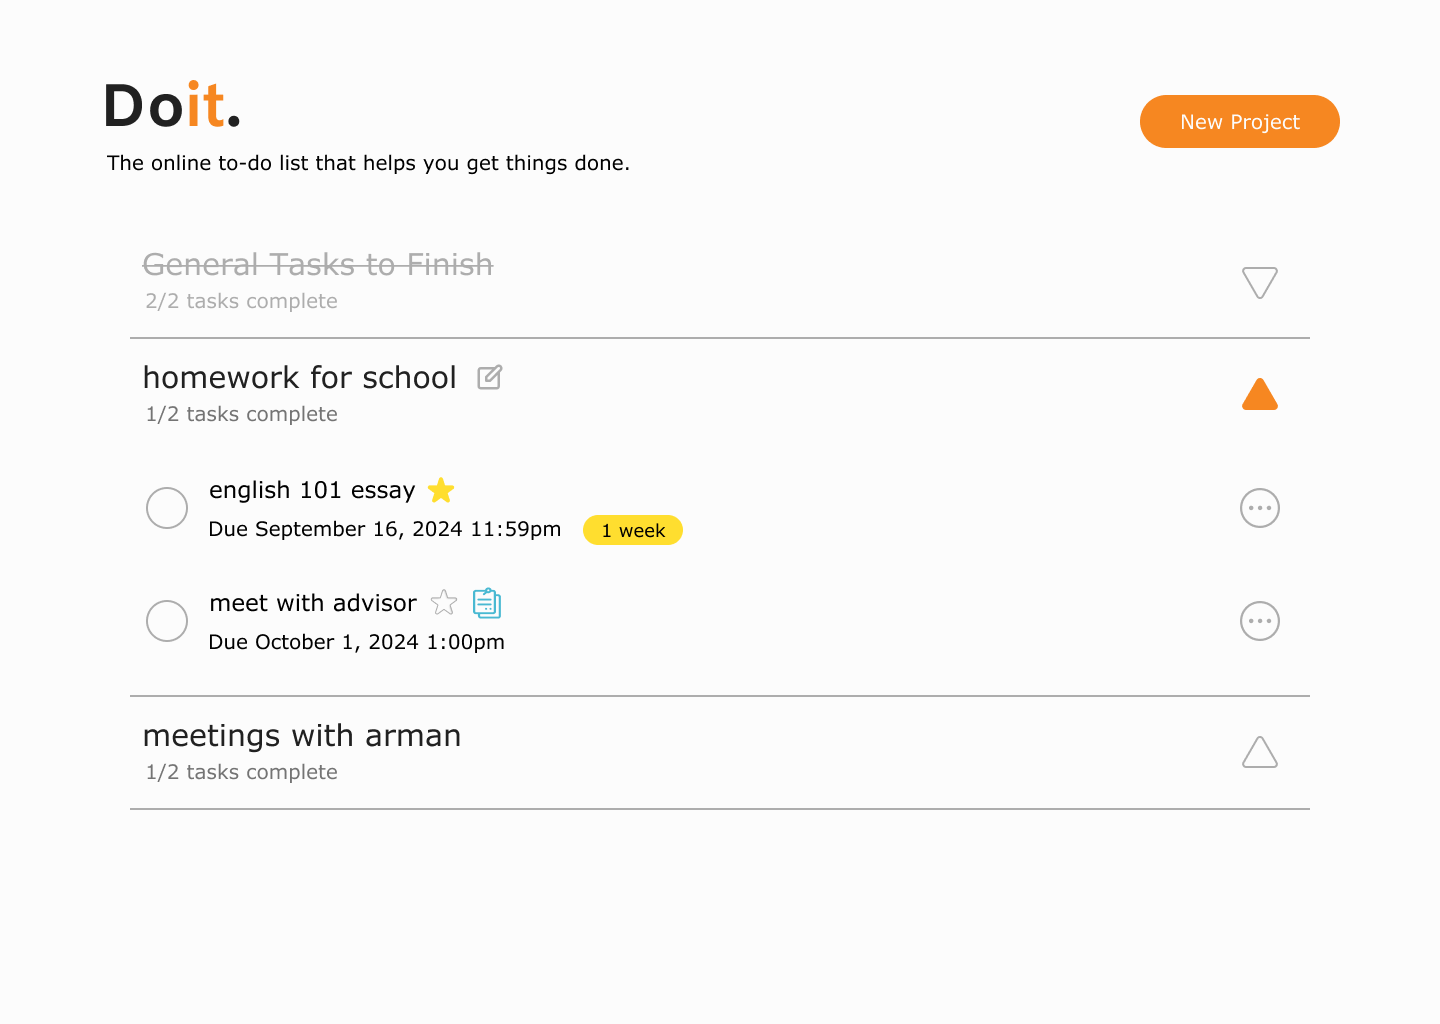 Doit.
New Project
The online to-do list that helps you get things done.
General Tasks to Finish
2/2 tasks complete
homework for school
1/2 tasks complete
english 101 essay
Due September 16, 2024 11:59pm
1 week
meet with advisor
Due October 1, 2024 1:00pm
meetings with arman
1/2 tasks complete